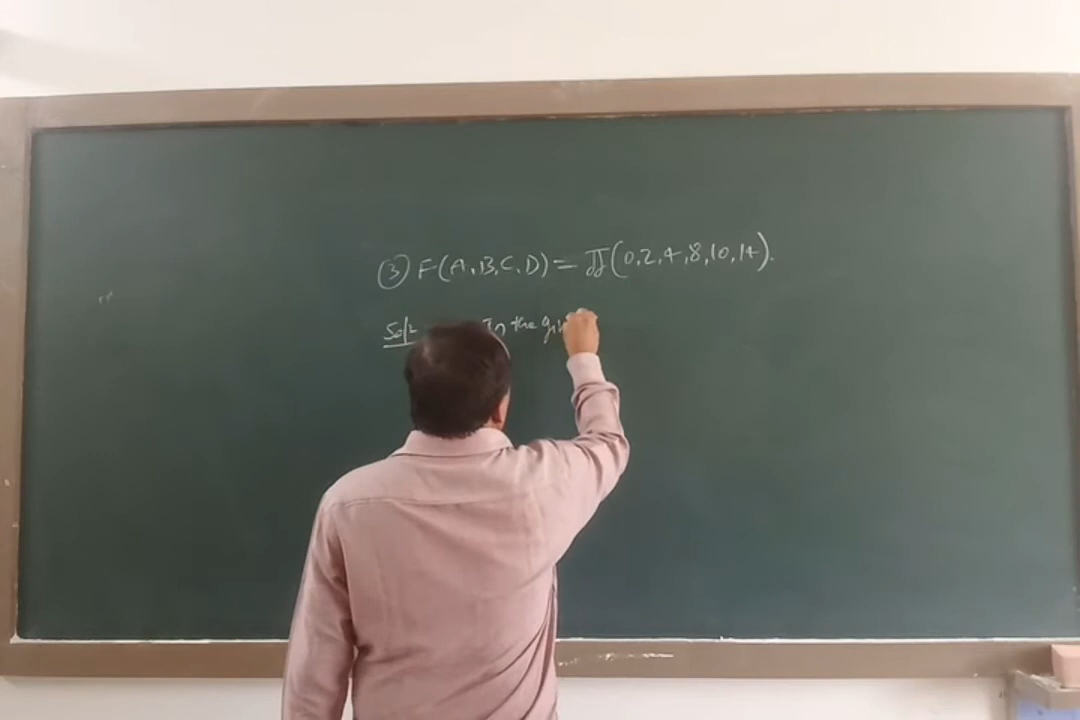 ③ F(A,B,C,D) = ∏(0,2,4,8,10,14).
Sol: the